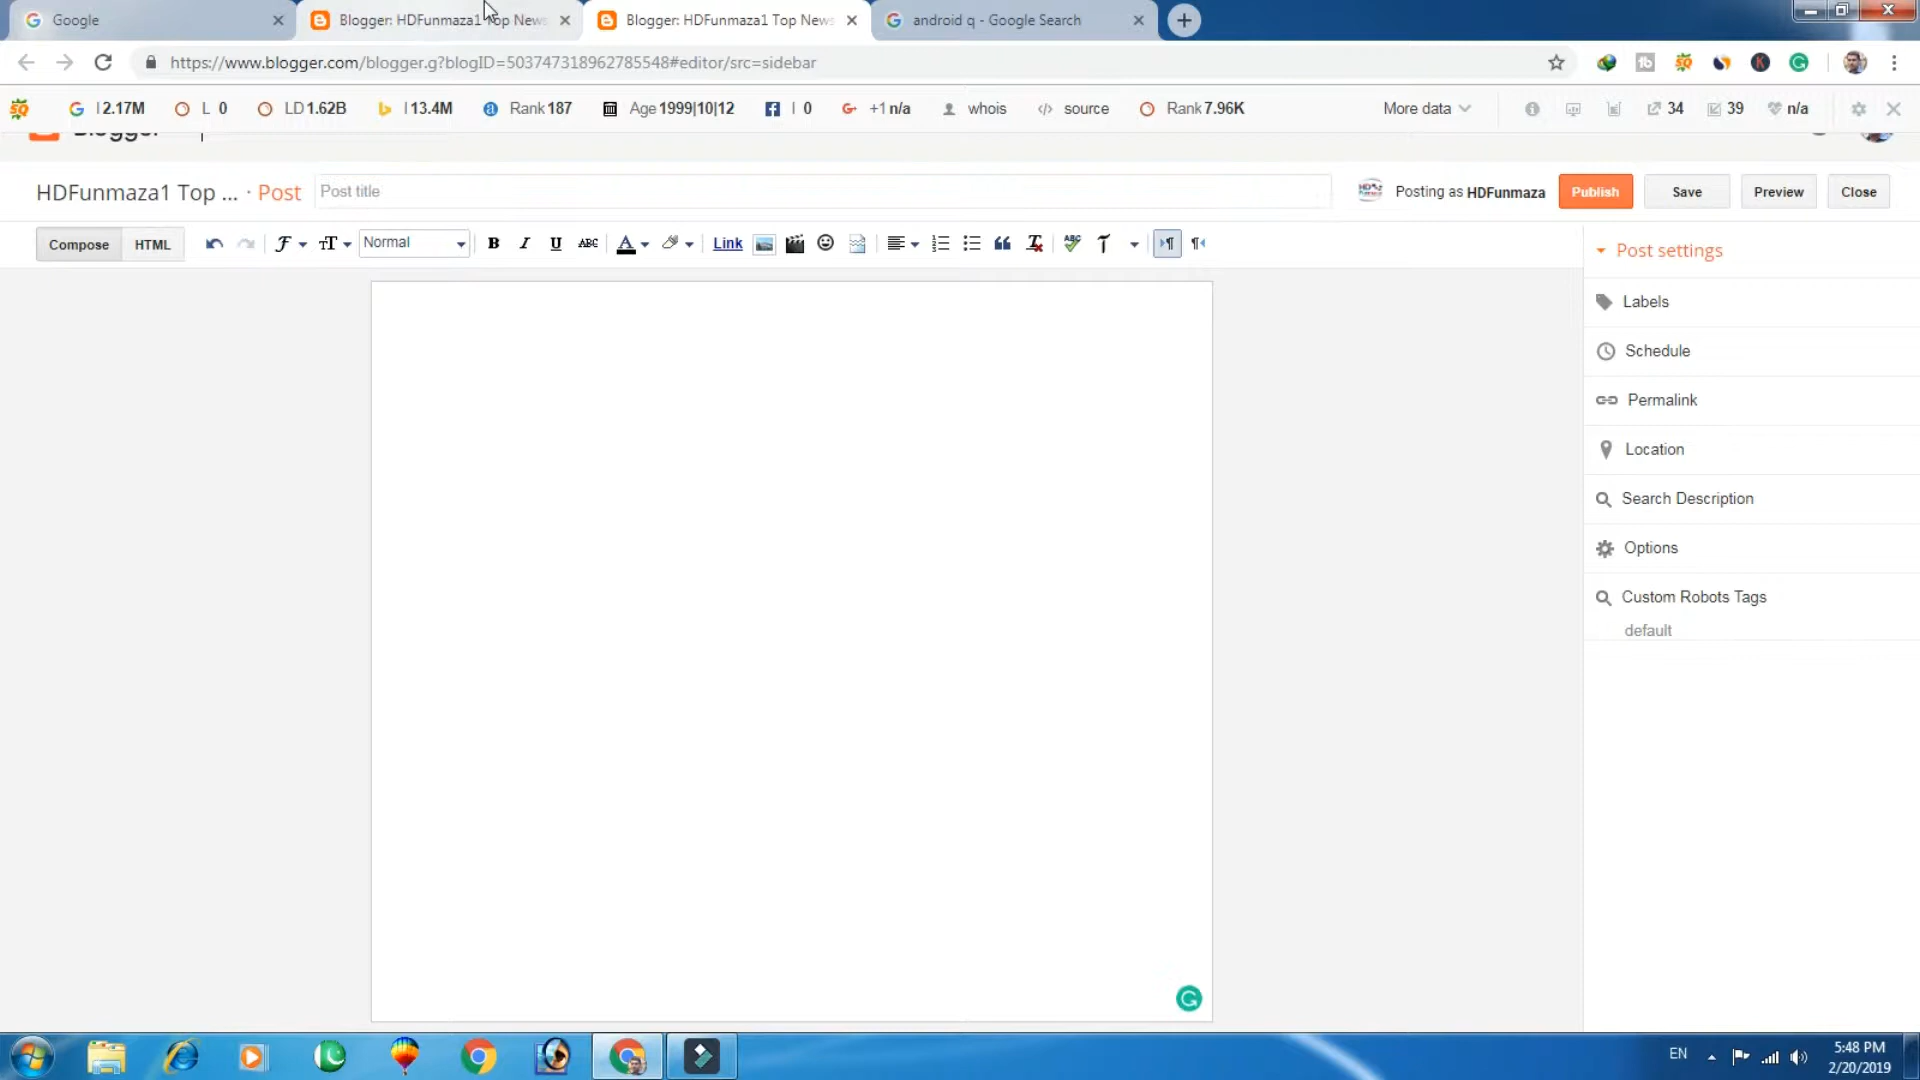 Google
Blogger: HDFunmaza1 Top News
Blogger: HDFunmaza1 Top News
android q - Google Search
https://www.blogger.com/blogger.g?blogID=503747318962785548#editor/src=sidebar
I 2.17M
L 0
LD 1.62B
I 13.4M
Rank 187
Age 1999|10|12
I 0
+1 n/a
whois
source
Rank 7.96K
More data
34
39
n/a
Blogger
HDFunmaza1 Top ... · Post
Post title
Posting as HDFunmaza
Publish
Save
Preview
Close
Compose
HTML
Normal
B I U ABC A
Link
Post settings
Labels
Schedule
Permalink
Location
Search Description
Options
Custom Robots Tags
default
EN
5:48 PM
2/20/2019